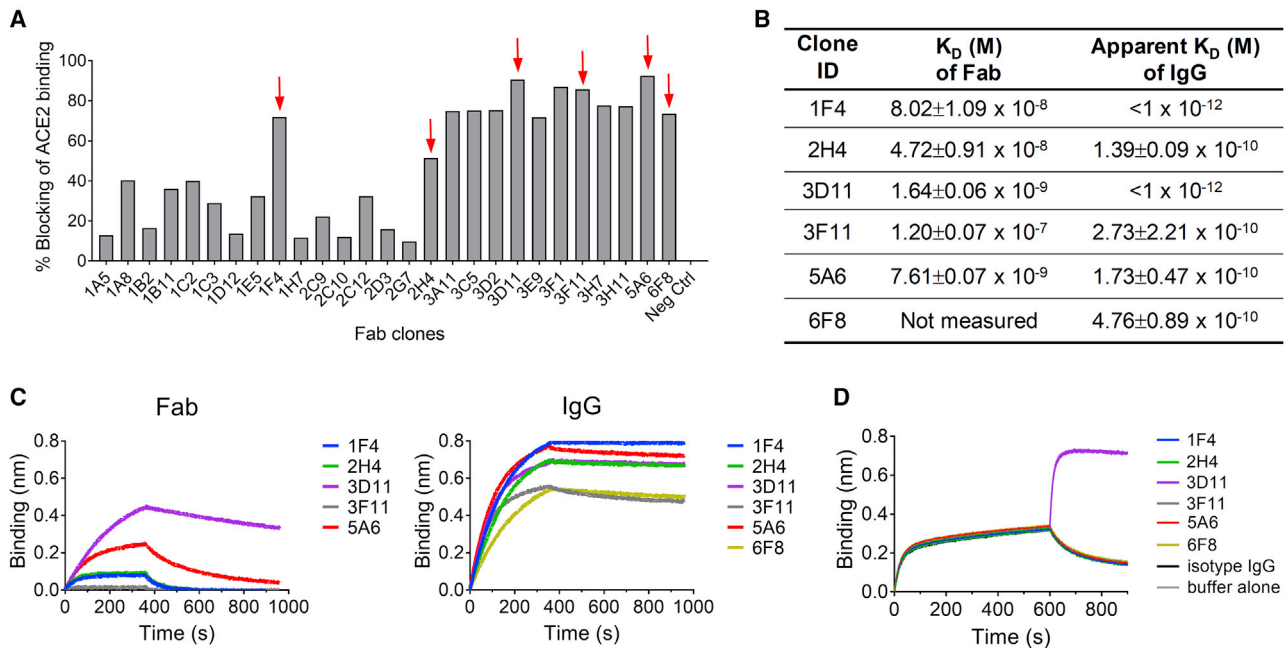 A
% Blocking of ACE2 binding
100
80
60
40
20
0
1A5
1A8
1B2
1B11
1C2
1C3
1D12
1E5
1F4
1H7
2C9
2C10
2C12
2D3
2G7
2H4
3A11
3C5
3D2
3D11
3E9
3F1
3F11
3H7
3H11
5A6
6F8
Neg Ctrl
Fab clones
B
Clone ID
K_D (M) of Fab
Apparent K_D (M) of IgG
1F4 8.02±1.09 x 10^-8 <1 x 10^-12
2H4 4.72±0.91 x 10^-8 1.39±0.09 x 10^-10
3D11 1.64±0.06 x 10^-9 <1 x 10^-12
3F11 1.20±0.07 x 10^-7 2.73±2.21 x 10^-10
5A6 7.61±0.07 x 10^-9 1.73±0.47 x 10^-10
6F8 Not measured 4.76±0.89 x 10^-10
C
Fab
Binding (nm)
0.8
0.6
0.4
0.2
0.0
0 200 400 600 800 1000
Time (s)
1F4
2H4
3D11
3F11
5A6
IgG
Binding (nm)
0.8
0.6
0.4
0.2
0.0
0 200 400 600 800 1000
Time (s)
1F4
2H4
3D11
3F11
5A6
6F8
D
Binding (nm)
0.8
0.6
0.4
0.2
0.0
0 200 400 600 800
Time (s)
1F4
2H4
3D11
3F11
5A6
6F8
isotype IgG
buffer alone